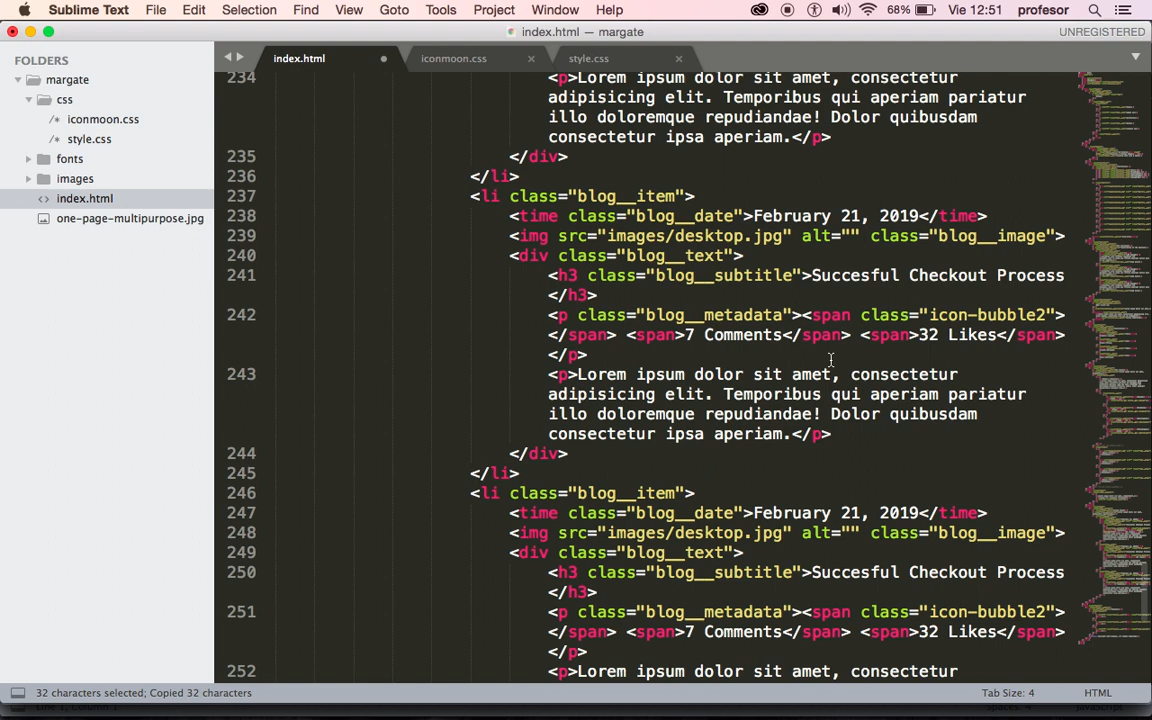 Sublime Text File Edit Selection Find View Goto Tools Project Window Help 68% Vie 12:51 profesor
index.html — margate UNREGISTERED
FOLDERS
margate
css
iconmoon.css
style.css
fonts
images
index.html
one-page-multipurpose.jpg
index.html iconmoon.css style.css
234 <p>Lorem ipsum dolor sit amet, consectetur
adipisicing elit. Temporibus qui aperiam pariatur
illo doloremque repudiandae! Dolor quibusdam
consectetur ipsa aperiam.</p>
235 </div>
236 </li>
237 <li class="blog__item">
238 <time class="blog__date">February 21, 2019</time>
239 <img src="images/desktop.jpg" alt="" class="blog__image">
240 <div class="blog__text">
241 <h3 class="blog__subtitle">Succesful Checkout Process
</h3>
242 <p class="blog__metadata"><span class="icon-bubble2">
</span> <span>7 Comments</span> <span>32 Likes</span>
</p>
243 <p>Lorem ipsum dolor sit amet, consectetur
adipisicing elit. Temporibus qui aperiam pariatur
illo doloremque repudiandae! Dolor quibusdam
consectetur ipsa aperiam.</p>
244 </div>
245 </li>
246 <li class="blog__item">
247 <time class="blog__date">February 21, 2019</time>
248 <img src="images/desktop.jpg" alt="" class="blog__image">
249 <div class="blog__text">
250 <h3 class="blog__subtitle">Succesful Checkout Process
</h3>
251 <p class="blog__metadata"><span class="icon-bubble2">
</span> <span>7 Comments</span> <span>32 Likes</span>
</p>
252 <p>Lorem ipsum dolor sit amet, consectetur
32 characters selected; Copied 32 characters Tab Size: 4 HTML